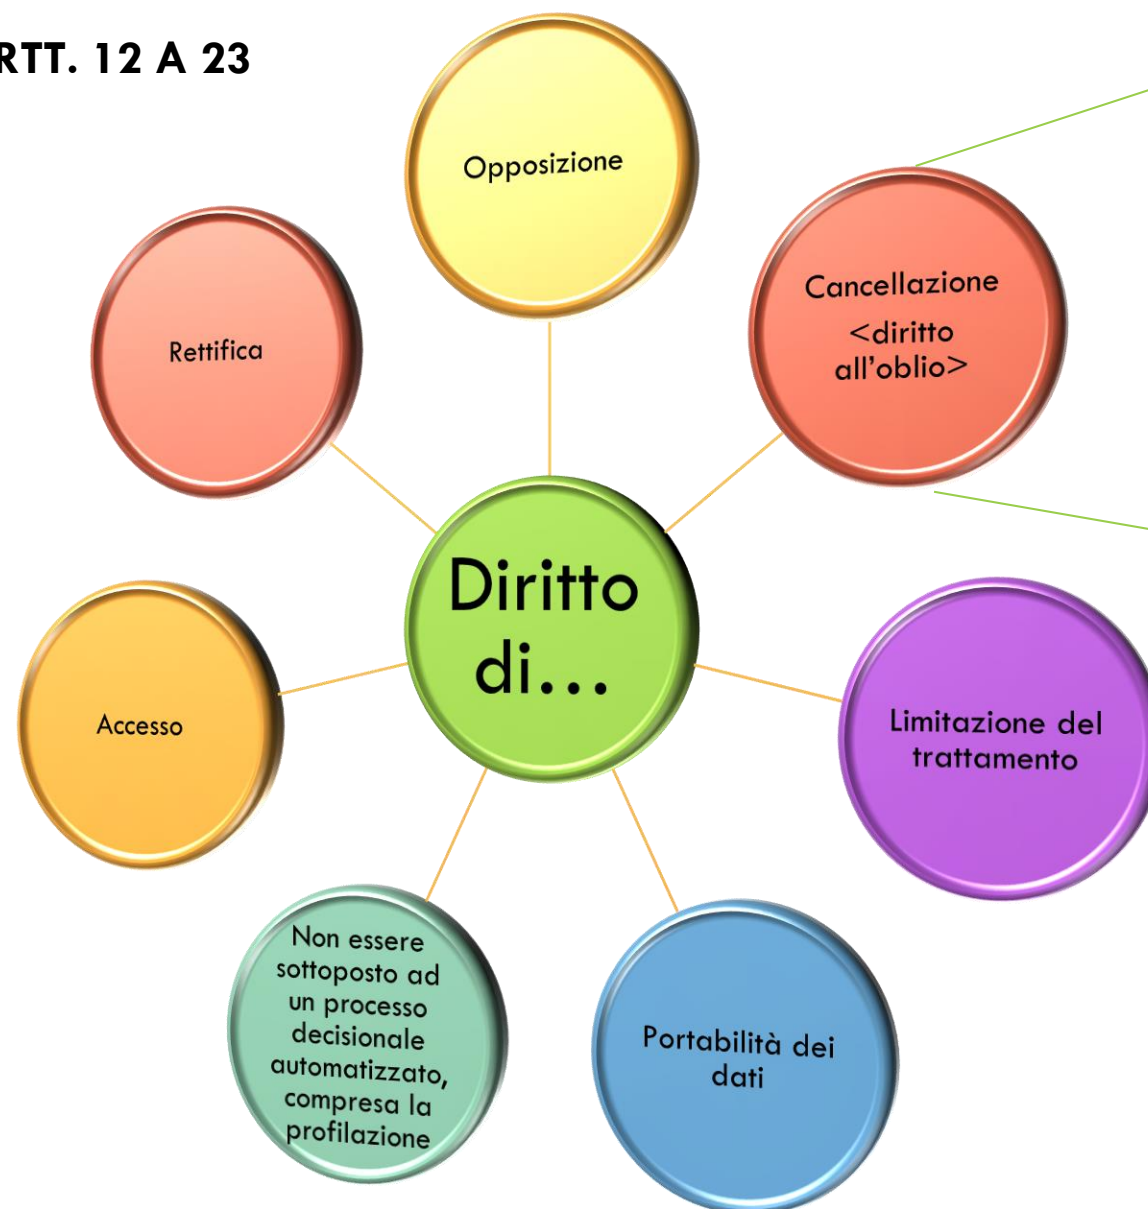 RTT. 12 A 23
Opposizione
Cancellazione
<diritto
all’oblio>
Rettifica
Diritto
di...
Accesso
Limitazione del
trattamento
Non essere
sottoposto ad
un processo
decisionale
automatizzato,
compresa la
profilazione
Portabilità dei
dati